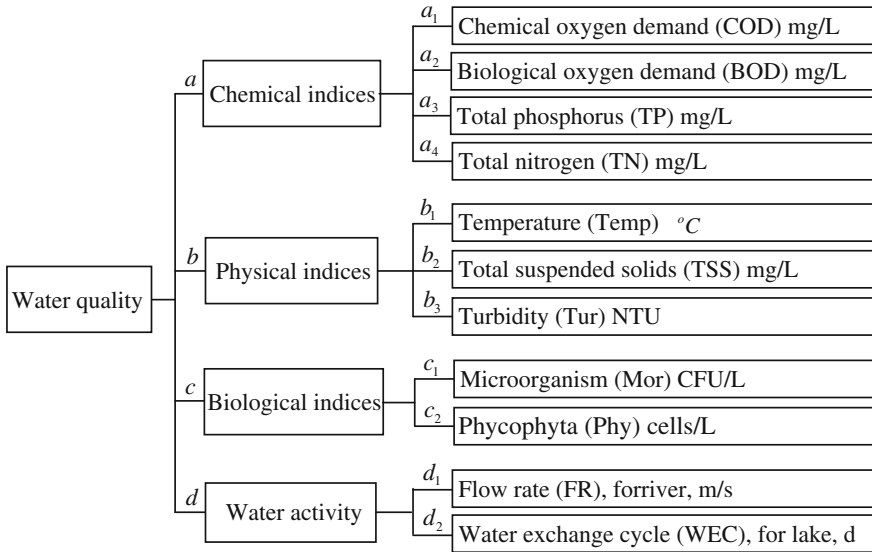 a₁ Chemical oxygen demand (COD) mg/L
a₂ Biological oxygen demand (BOD) mg/L
a Chemical indices
a₃ Total phosphorus (TP) mg/L
a₄ Total nitrogen (TN) mg/L
b₁ Temperature (Temp) °C
b Physical indices
b₂ Total suspended solids (TSS) mg/L
Water quality
b₃ Turbidity (Tur) NTU
c₁ Microorganism (Mor) CFU/L
c Biological indices
c₂ Phycophyta (Phy) cells/L
d₁ Flow rate (FR), forriver, m/s
d Water activity
d₂ Water exchange cycle (WEC), for lake, d